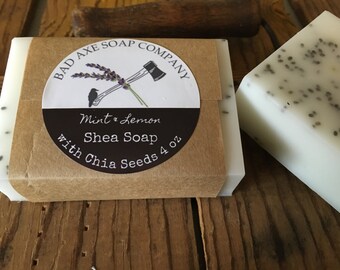 BAD AXE SOAP COMPANY
Mint & Lemon
Shea Soap
with Chia Seeds 4 oz